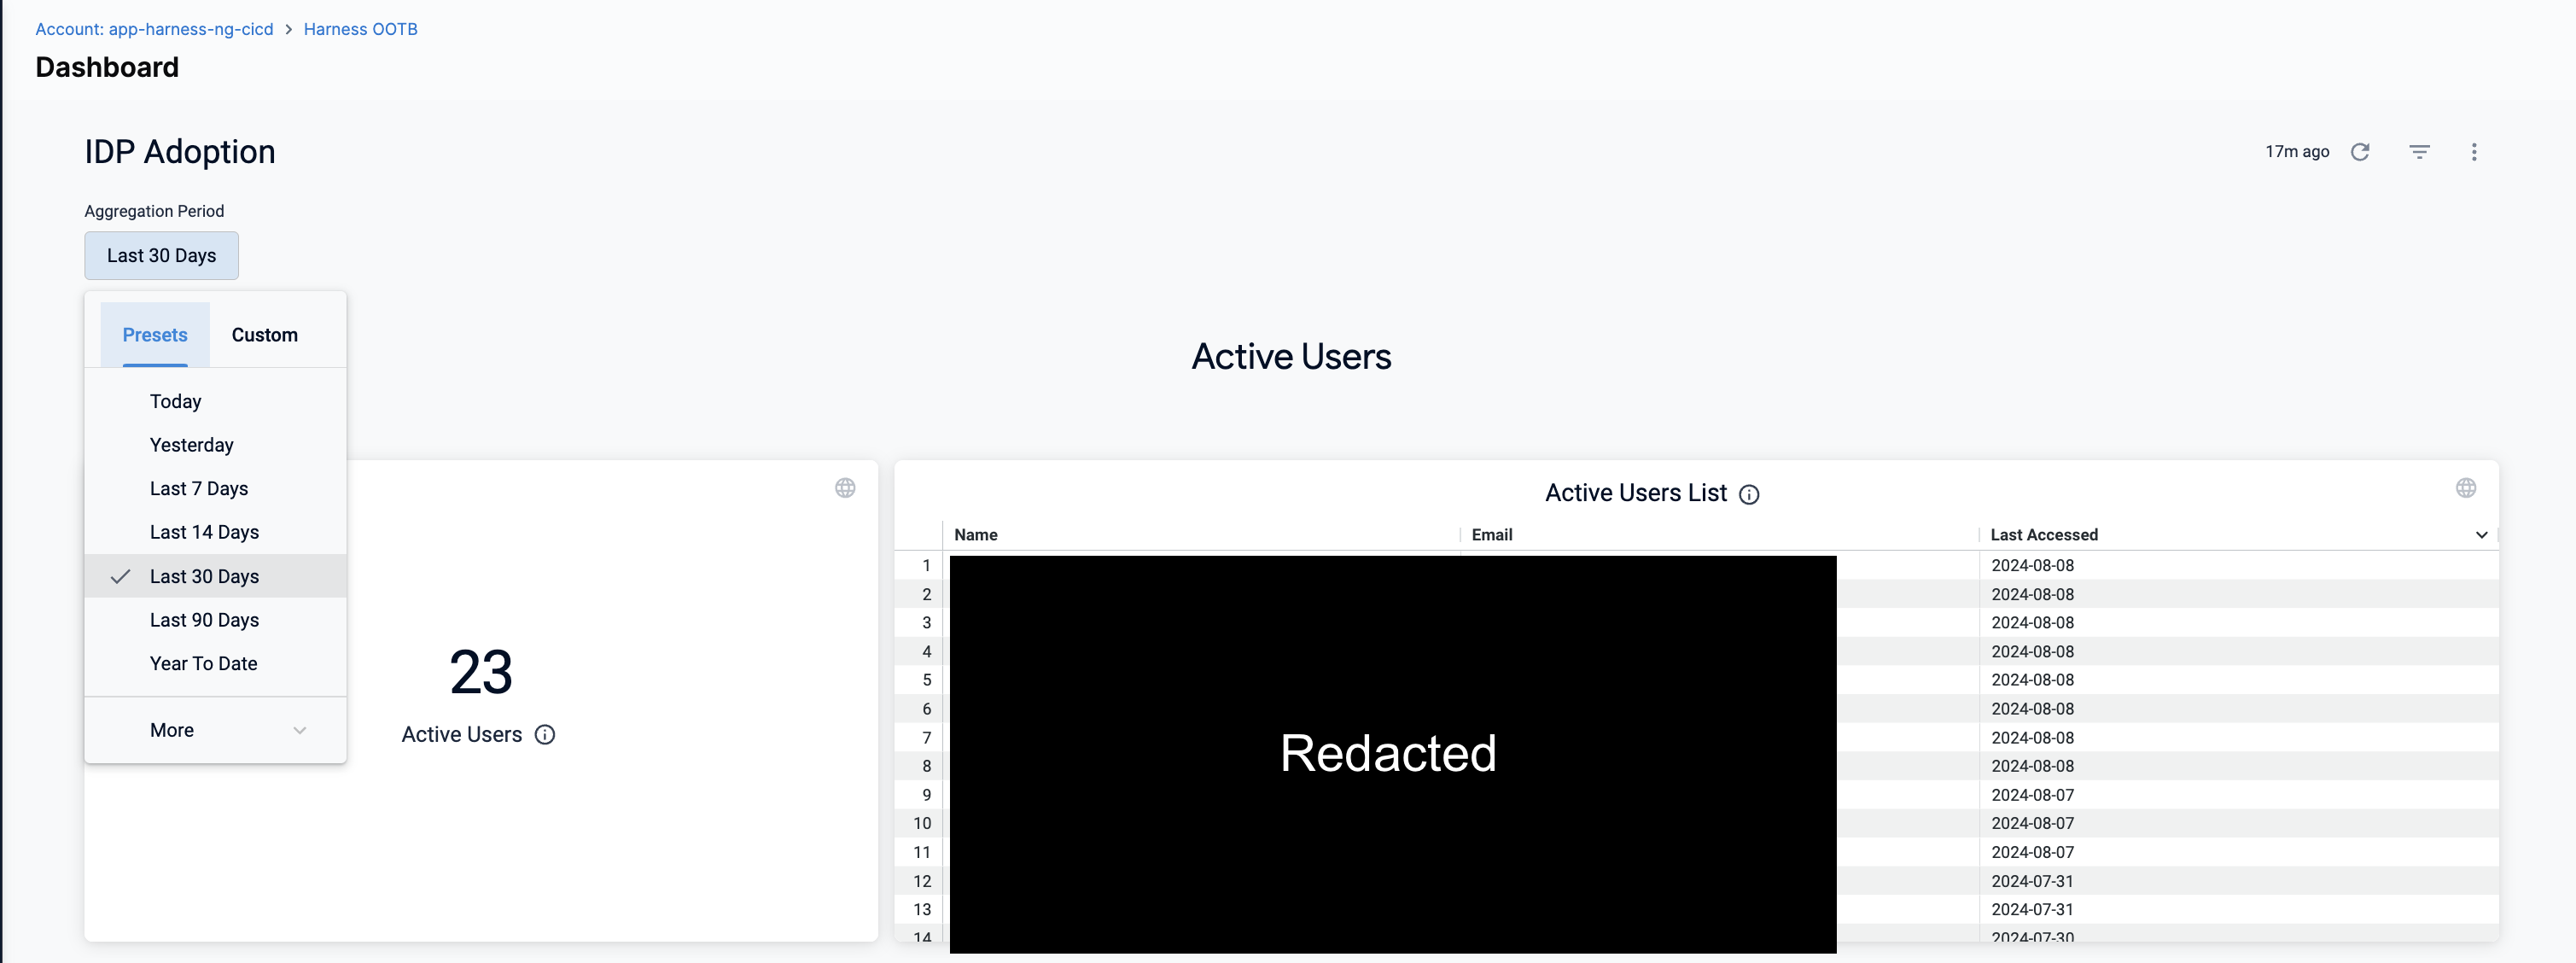 Account: app-harness-ng-cicd > Harness OOTB
Dashboard
IDP Adoption
17m ago
Aggregation Period
Last 30 Days
Presets Custom
Today
Yesterday
Last 7 Days
Last 14 Days
Last 30 Days
Last 90 Days
Year To Date
More
Active Users
23
Active Users
Active Users List
Name Email Last Accessed
1 2024-08-08
2 2024-08-08
3 2024-08-08
4 2024-08-08
5 2024-08-08
6 2024-08-08
7 2024-08-08
8 2024-08-08
9 2024-08-07
10 2024-08-07
11 2024-08-07
12 2024-07-31
13 2024-07-31
14 2024-07-30
Redacted